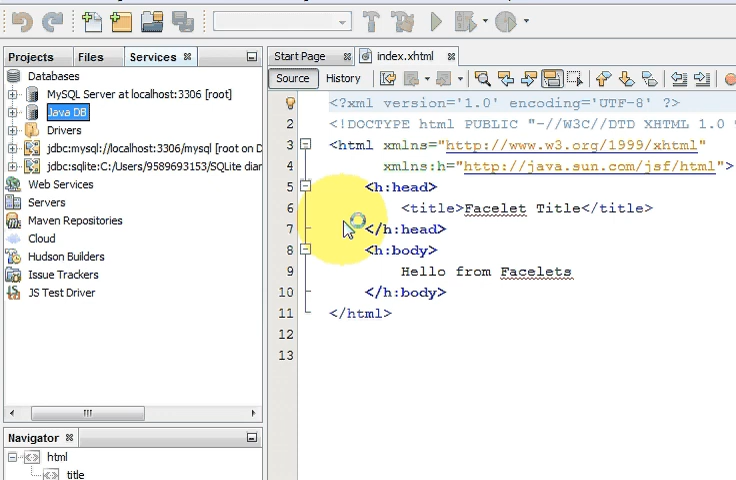 Projects Files Services
Databases
MySQL Server at localhost:3306 [root]
Java DB
Drivers
jdbc:mysql://localhost:3306/mysql [root on D
jdbc:sqlite:C:/Users/9589693153/SQLite diar
Web Services
Servers
Maven Repositories
Cloud
Hudson Builders
Issue Trackers
JS Test Driver
Navigator
html
title
Start Page index.xhtml
Source History
<?xml version='1.0' encoding='UTF-8' ?>
2 <!DOCTYPE html PUBLIC "-//W3C//DTD XHTML 1.0
3 <html xmlns="http://www.w3.org/1999/xhtml"
4 xmlns:h="http://java.sun.com/jsf/html">
5 <h:head>
6 <title>Facelet Title</title>
7 </h:head>
8 <h:body>
9 Hello from Facelets
10 </h:body>
11 </html>
12
13